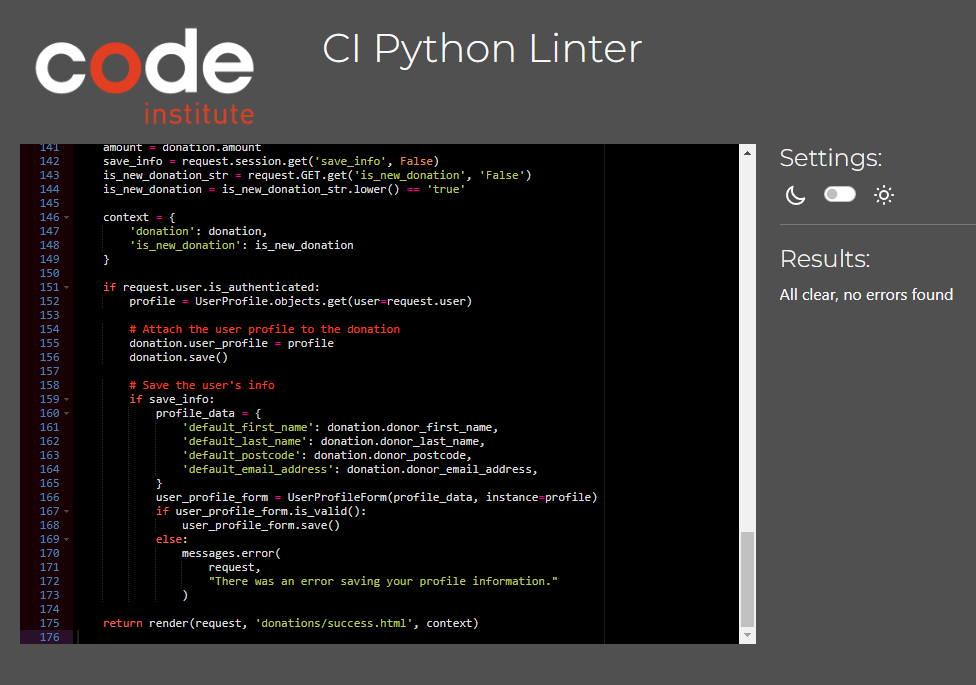 code
institute
CI Python Linter
141 amount = donation.amount
142 save_info = request.session.get('save_info', False)
143 is_new_donation_str = request.GET.get('is_new_donation', 'False')
144 is_new_donation = is_new_donation_str.lower() == 'true'
145
146 context = {
147 'donation': donation,
148 'is_new_donation': is_new_donation
149 }
150
151 if request.user.is_authenticated:
152 profile = UserProfile.objects.get(user=request.user)
153
154 # Attach the user profile to the donation
155 donation.user_profile = profile
156 donation.save()
157
158 # Save the user's info
159 if save_info:
160 profile_data = {
161 'default_first_name': donation.donor_first_name,
162 'default_last_name': donation.donor_last_name,
163 'default_postcode': donation.donor_postcode,
164 'default_email_address': donation.donor_email_address,
165 }
166 user_profile_form = UserProfileForm(profile_data, instance=profile)
167 if user_profile_form.is_valid():
168 user_profile_form.save()
169 else:
170 messages.error(
171 request,
172 "There was an error saving your profile information."
173 )
174
175 return render(request, 'donations/success.html', context)
176
Settings:
Results:
All clear, no errors found